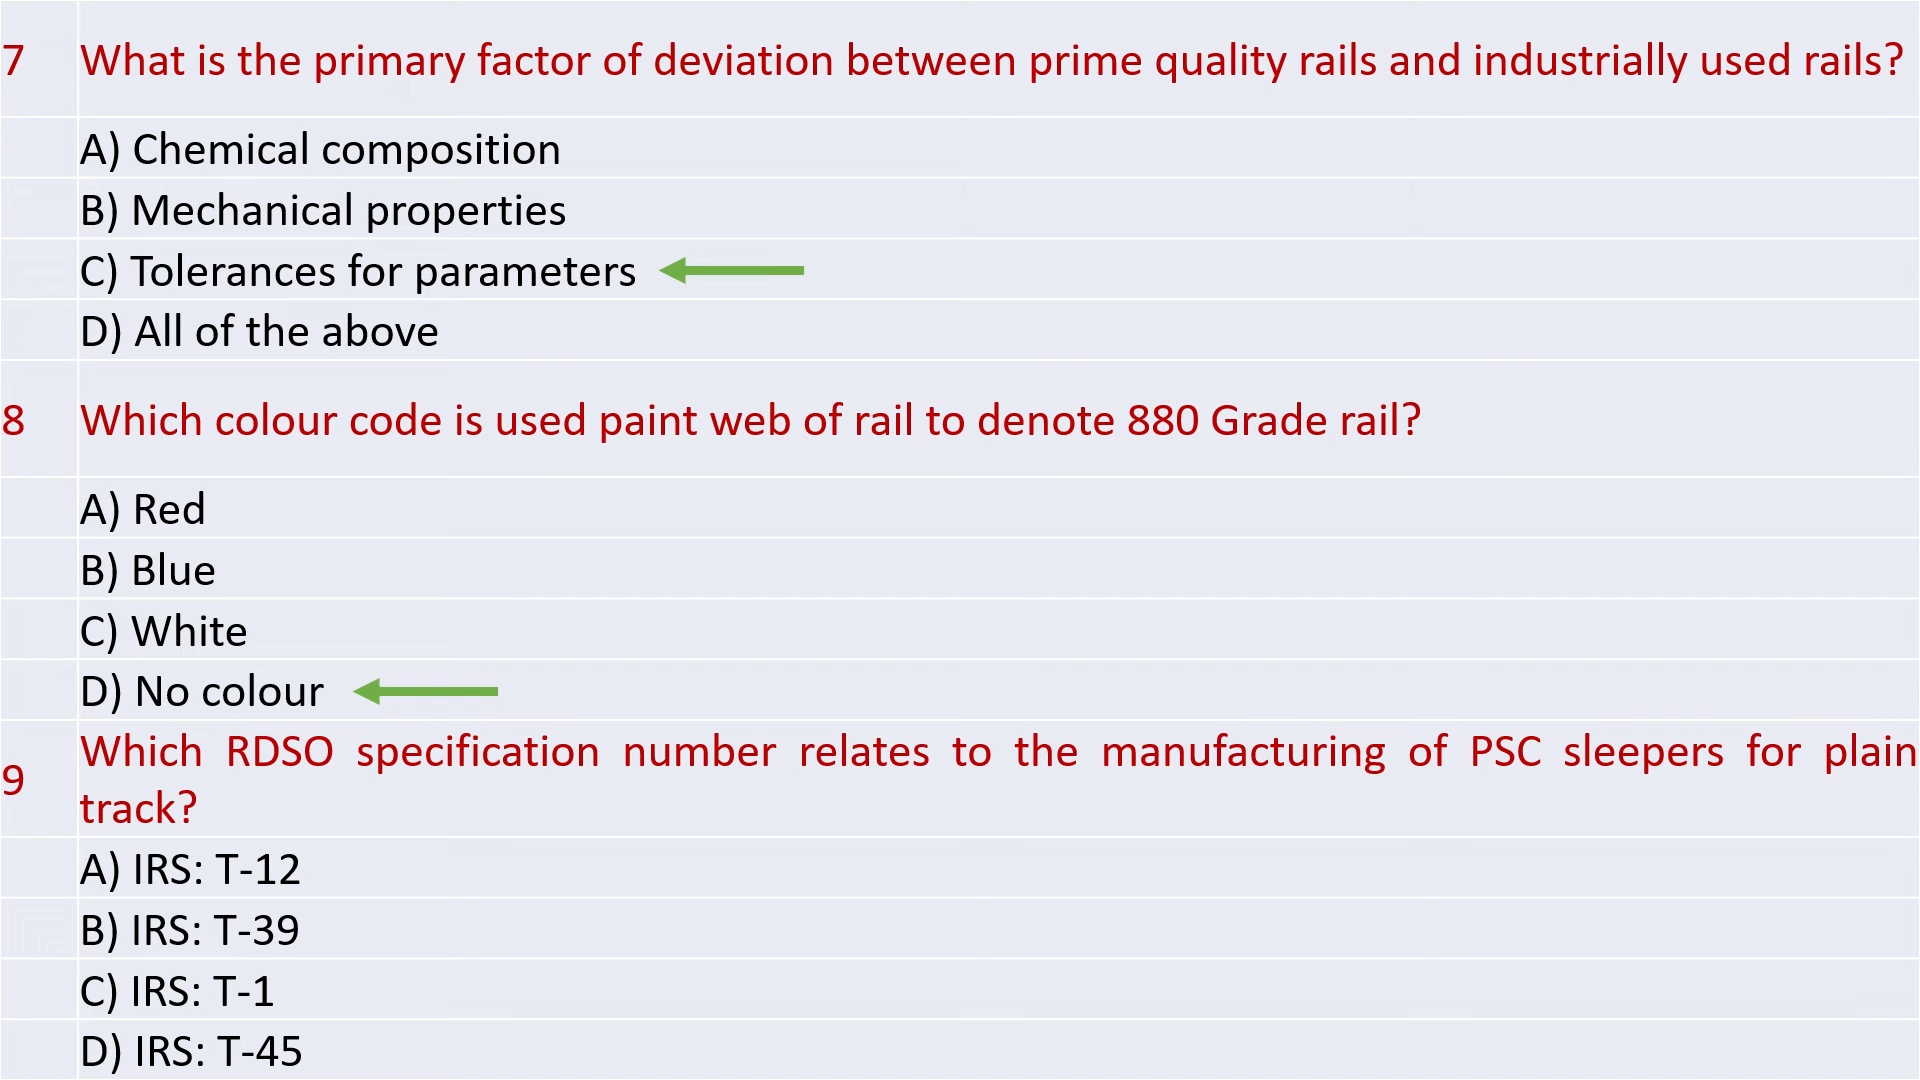 7 What is the primary factor of deviation between prime quality rails and industrially used rails?
A) Chemical composition
B) Mechanical properties
C) Tolerances for parameters
D) All of the above
8 Which colour code is used paint web of rail to denote 880 Grade rail?
A) Red
B) Blue
C) White
D) No colour
9 Which RDSO specification number relates to the manufacturing of PSC sleepers for plain
track?
A) IRS: T-12
B) IRS: T-39
C) IRS: T-1
D) IRS: T-45